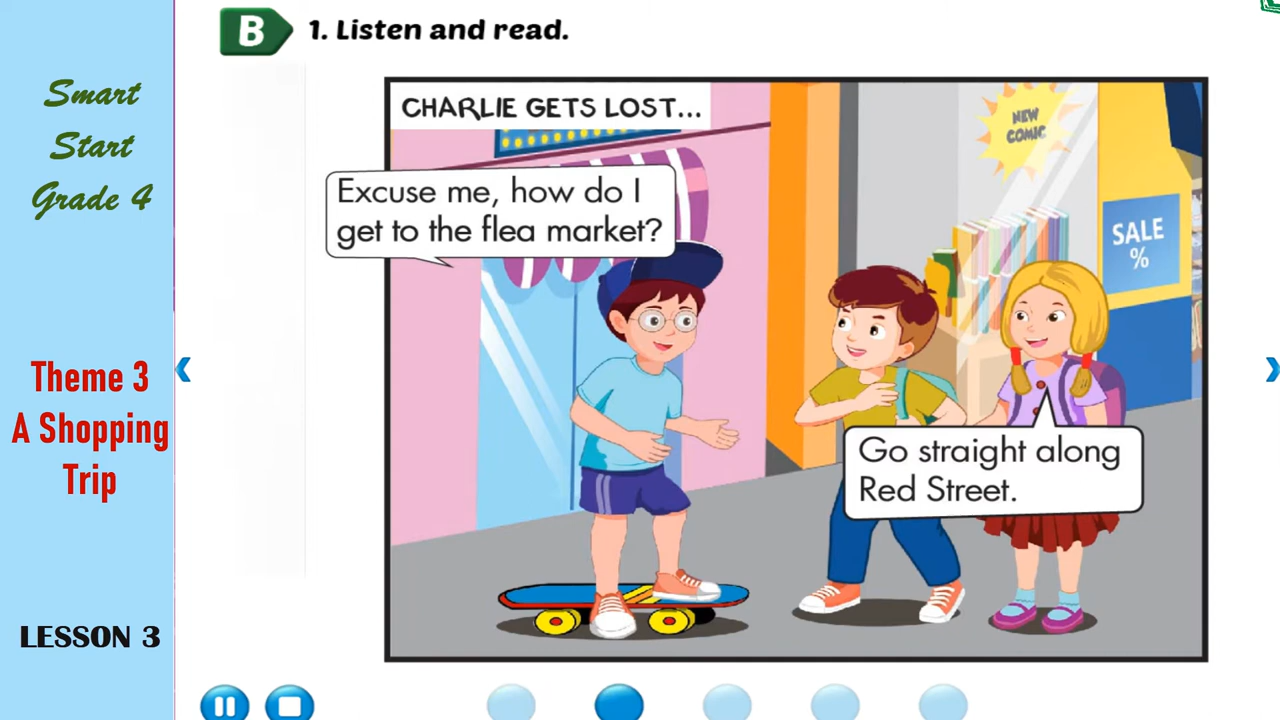 Smart
Start
Grade 4
Theme 3
A Shopping
Trip
LESSON 3
B
1. Listen and read.
CHARLIE GETS LOST...
Excuse me, how do I
get to the flea market?
NEW
COMIC
SALE
%
Go straight along
Red Street.